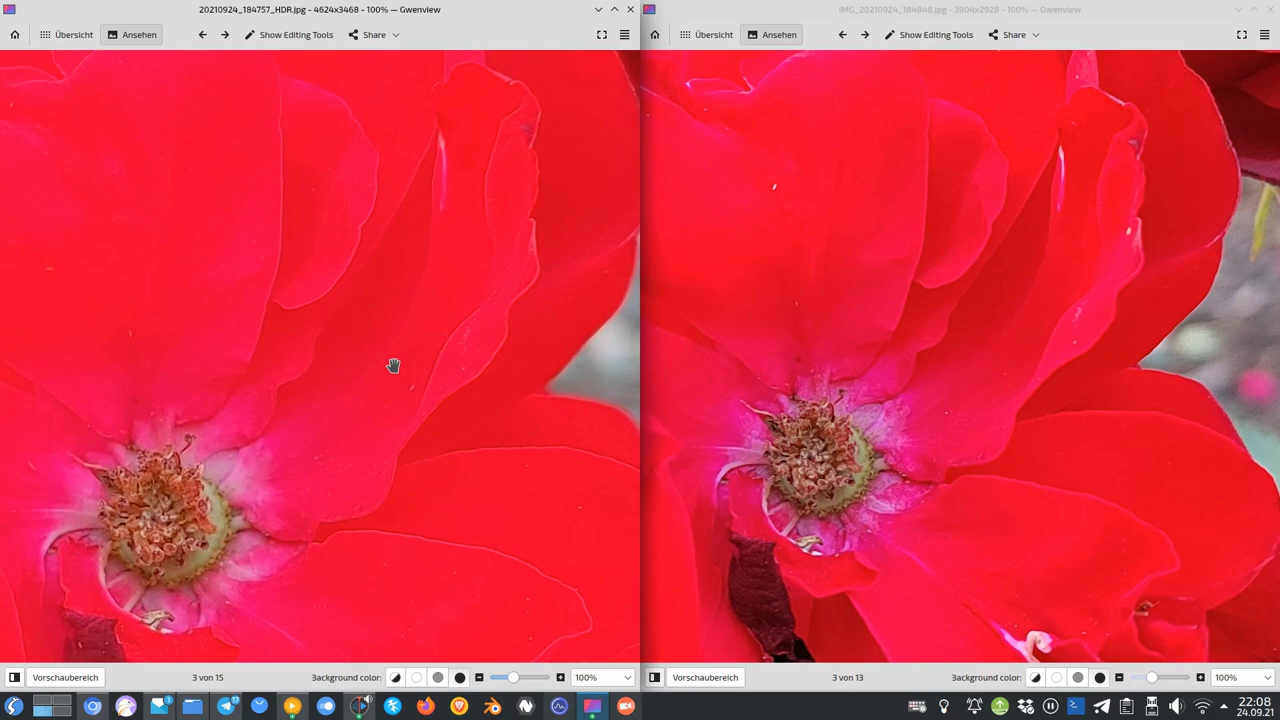 20210924_184757_HDR.jpg - 4624x3468 - 100% — Gwenview
Übersicht Ansehen Show Editing Tools Share
3 von 15
Vorschaubereich 3ackground color: 100%
IMG_20210924_184848.jpg - 3904x2928 - 100% — Gwenview
Übersicht Ansehen Show Editing Tools Share
Vorschaubereich 3 von 13 3ackground color: 100%
22:08
24.09.21